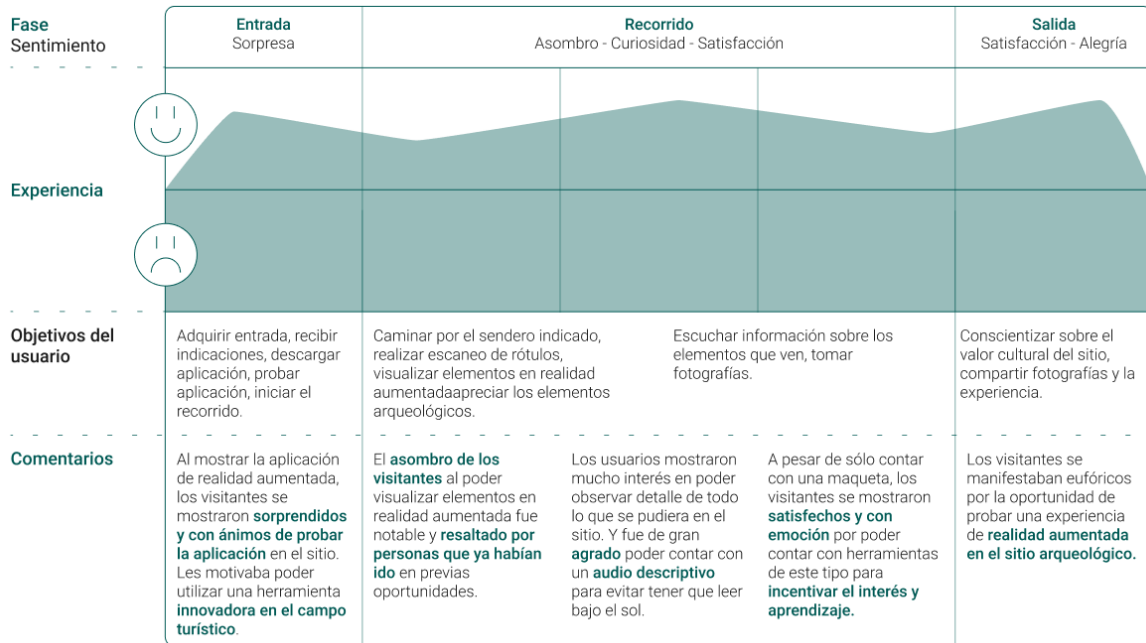 Fase
Sentimiento
Entrada
Sorpresa
Recorrido
Asombro - Curiosidad - Satisfacción
Salida
Satisfacción - Alegría
Experiencia
Objetivos del
usuario
Adquirir entrada, recibir
indicaciones, descargar
aplicación, probar
aplicación, iniciar el
recorrido.
Caminar por el sendero indicado,
realizar escaneo de rótulos,
visualizar elementos en realidad
aumentadaapreciar los elementos
arqueológicos.
Escuchar información sobre los
elementos que ven, tomar
fotografías.
Conscientizar sobre el
valor cultural del sitio,
compartir fotografías y la
experiencia.
Comentarios
Al mostrar la aplicación
de realidad aumentada,
los visitantes se
mostraron sorprendidos
y con ánimos de probar
la aplicación en el sitio.
Les motivaba poder
utilizar una herramienta
innovadora en el campo
turístico.
El asombro de los
visitantes al poder
visualizar elementos en
realidad aumentada fue
notable y resaltado por
personas que ya habían
ido en previas
oportunidades.
Los usuarios mostraron
mucho interés en poder
observar detalle de todo
lo que se pudiera en el
sitio. Y fue de gran
agrado poder contar con
un audio descriptivo
para evitar tener que leer
bajo el sol.
A pesar de sólo contar
con una maqueta, los
visitantes se mostraron
satisfechos y con
emoción por poder
contar con herramientas
de este tipo para
incentivar el interés y
aprendizaje.
Los visitantes se
manifestaban eufóricos
por la oportunidad de
probar una experiencia
de realidad aumentada
en el sitio arqueológico.